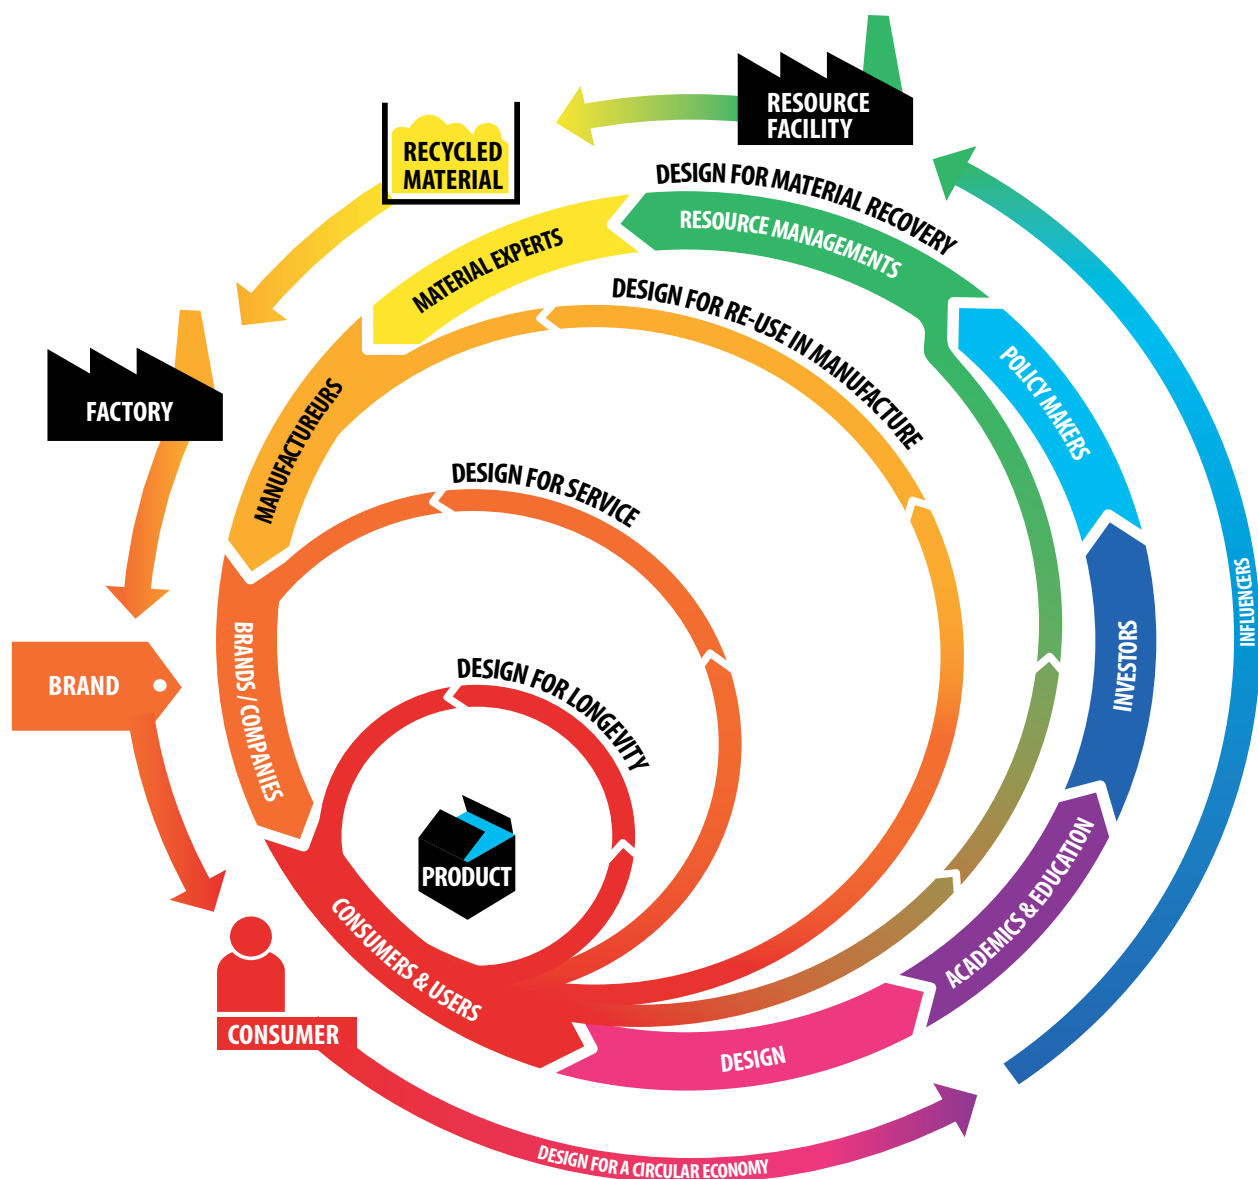 RESOURCE
FACILITY
RECYCLED
MATERIAL
DESIGN FOR MATERIAL RECOVERY
RESOURCE MANAGEMENTS
MATERIAL EXPERTS
DESIGN FOR RE-USE IN MANUFACTURE
POLICY MAKERS
FACTORY
MANUFACTUREURS
DESIGN FOR SERVICE
INFLUENCERS
BRAND
BRANDS / COMPANIES
DESIGN FOR LONGEVITY
INVESTORS
PRODUCT
CONSUMERS & USERS
ACADEMICS & EDUCATION
CONSUMER
DESIGN
DESIGN FOR A CIRCULAR ECONOMY